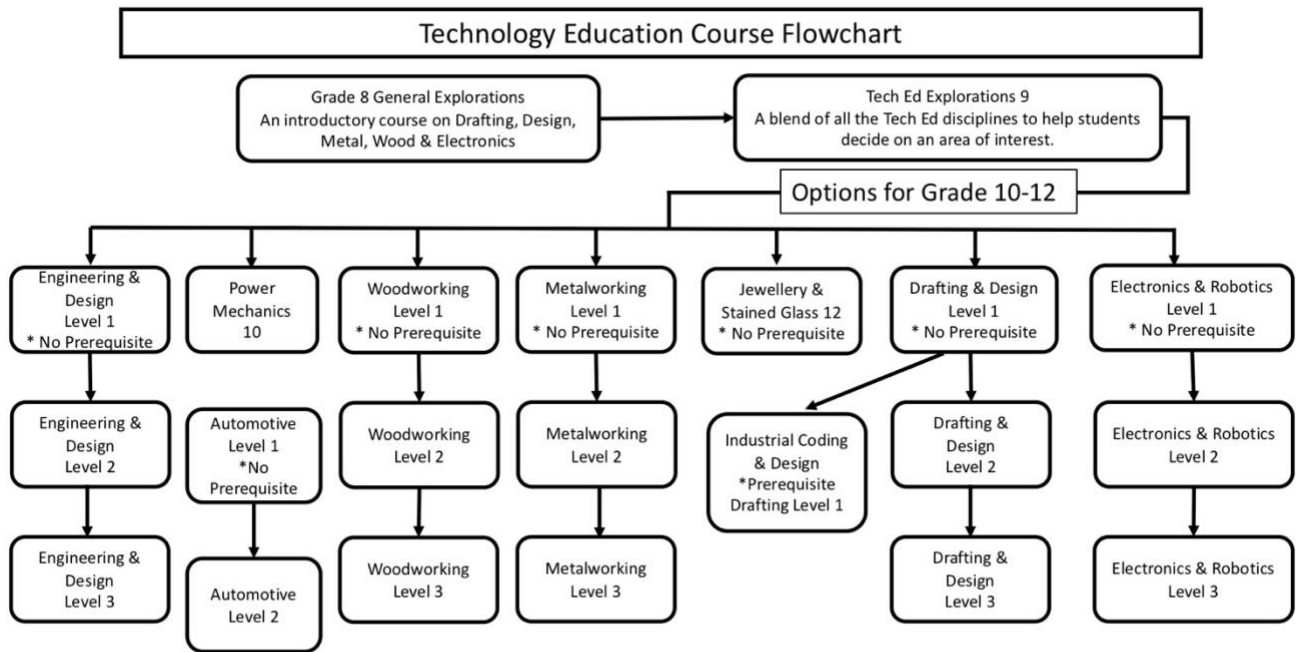 Technology Education Course Flowchart
Grade 8 General Explorations
An introductory course on Drafting, Design,
Metal, Wood & Electronics
Tech Ed Explorations 9
A blend of all the Tech Ed disciplines to help students
decide on an area of interest.
Options for Grade 10-12
Engineering &
Design
Level 1
* No Prerequisite
Power
Mechanics
10
Woodworking
Level 1
* No Prerequisite
Metalworking
Level 1
* No Prerequisite
Jewellery &
Stained Glass 12
* No Prerequisite
Drafting & Design
Level 1
* No Prerequisite
Electronics & Robotics
Level 1
* No Prerequisite
Engineering &
Design
Level 2
Automotive
Level 1
*No
Prerequisite
Woodworking
Level 2
Metalworking
Level 2
Industrial Coding
& Design
*Prerequisite
Drafting Level 1
Drafting
& Design
Level 2
Electronics & Robotics
Level 2
Engineering &
Design
Level 3
Automotive
Level 2
Woodworking
Level 3
Metalworking
Level 3
Drafting &
Design
Level 3
Electronics & Robotics
Level 3